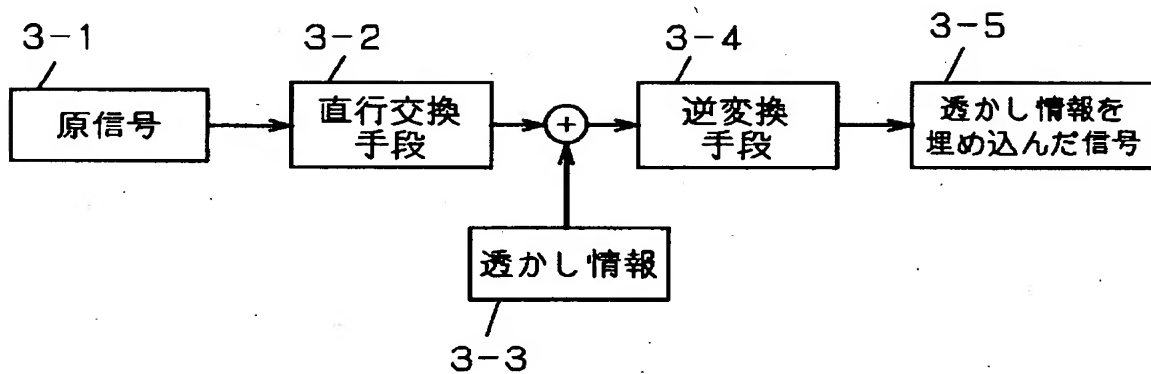 3-1
3-2
3-4
3-5
原信号
直行交換
手段
+
逆変換
手段
透かし情報を
埋め込んだ信号
透かし情報
3-3